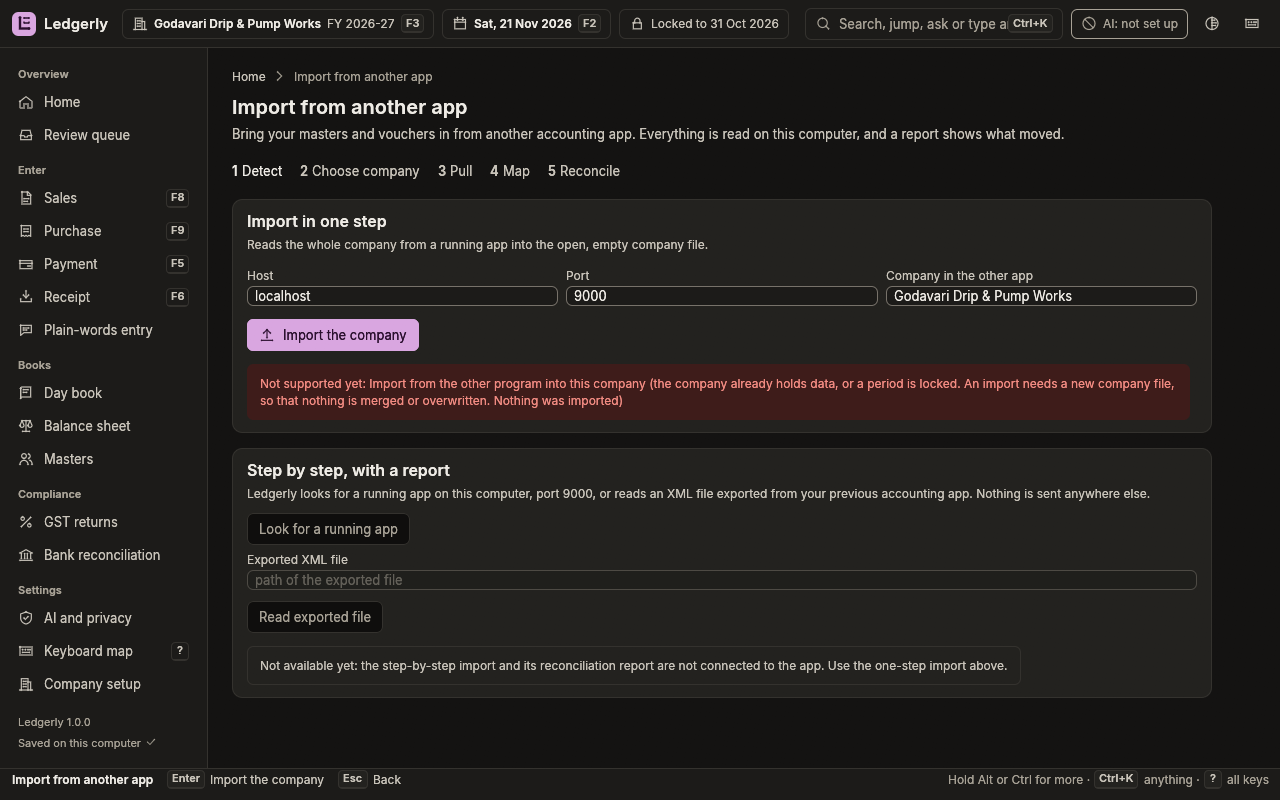 Ledgerly
Godavari Drip & Pump Works FY 2026-27 F3
Sat, 21 Nov 2026 F2
Locked to 31 Oct 2026
Search, jump, ask or type a Ctrl+K
AI: not set up
Overview
Home
Review queue
Enter
Sales F8
Purchase F9
Payment F5
Receipt F6
Plain-words entry
Books
Day book
Balance sheet
Masters
Compliance
GST returns
Bank reconciliation
Settings
AI and privacy
Keyboard map ?
Company setup
Ledgerly 1.0.0
Saved on this computer
Home Import from another app
Import from another app
Bring your masters and vouchers in from another accounting app. Everything is read on this computer, and a report shows what moved.
1 Detect 2 Choose company 3 Pull 4 Map 5 Reconcile
Import in one step
Reads the whole company from a running app into the open, empty company file.
Host Port Company in the other app
localhost 9000 Godavari Drip & Pump Works
Import the company
Not supported yet: Import from the other program into this company (the company already holds data, or a period is locked. An import needs a new company file,
so that nothing is merged or overwritten. Nothing was imported)
Step by step, with a report
Ledgerly looks for a running app on this computer, port 9000, or reads an XML file exported from your previous accounting app. Nothing is sent anywhere else.
Look for a running app
Exported XML file
path of the exported file
Read exported file
Not available yet: the step-by-step import and its reconciliation report are not connected to the app. Use the one-step import above.
Import from another app Enter Import the company Esc Back
Hold Alt or Ctrl for more · Ctrl+K anything · ? all keys